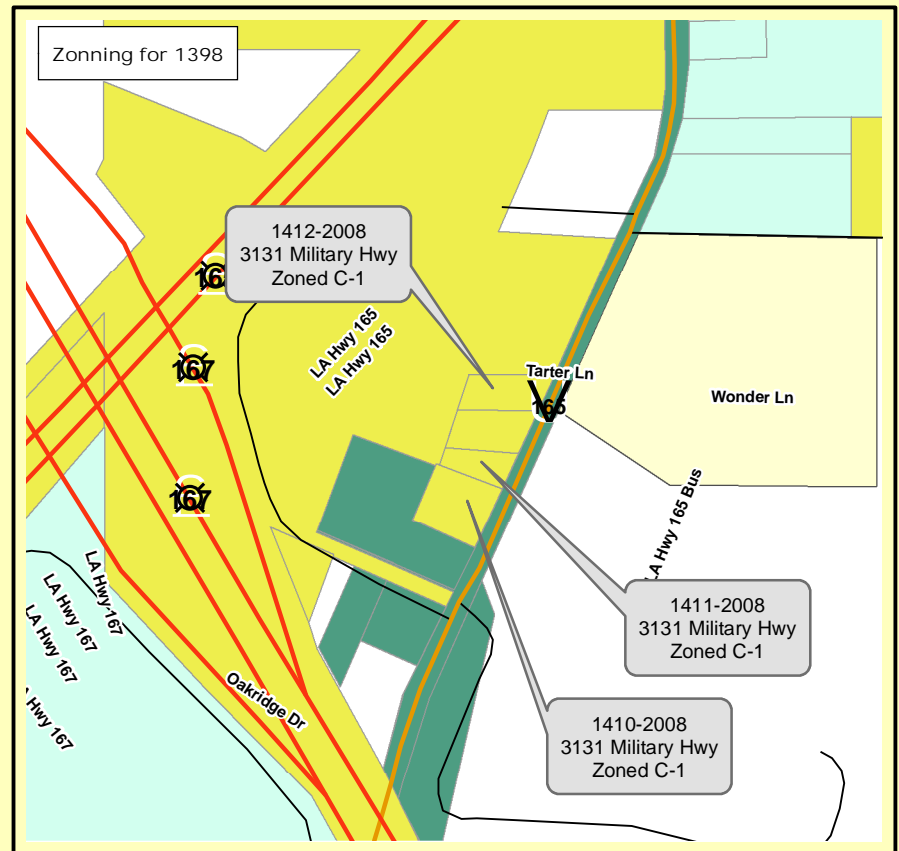 Zonning for 1398
1412-2008
3131 Military Hwy
Zoned C-1
LA Hwy 165
LA Hwy 165
167
167
Tarter Ln
165
Wonder Ln
LA Hwy 165 Bus
1411-2008
3131 Military Hwy
Zoned C-1
1410-2008
3131 Military Hwy
Zoned C-1
LA Hwy 167
LA Hwy 167
LA Hwy 167
Hwy 167
Oakridge Dr